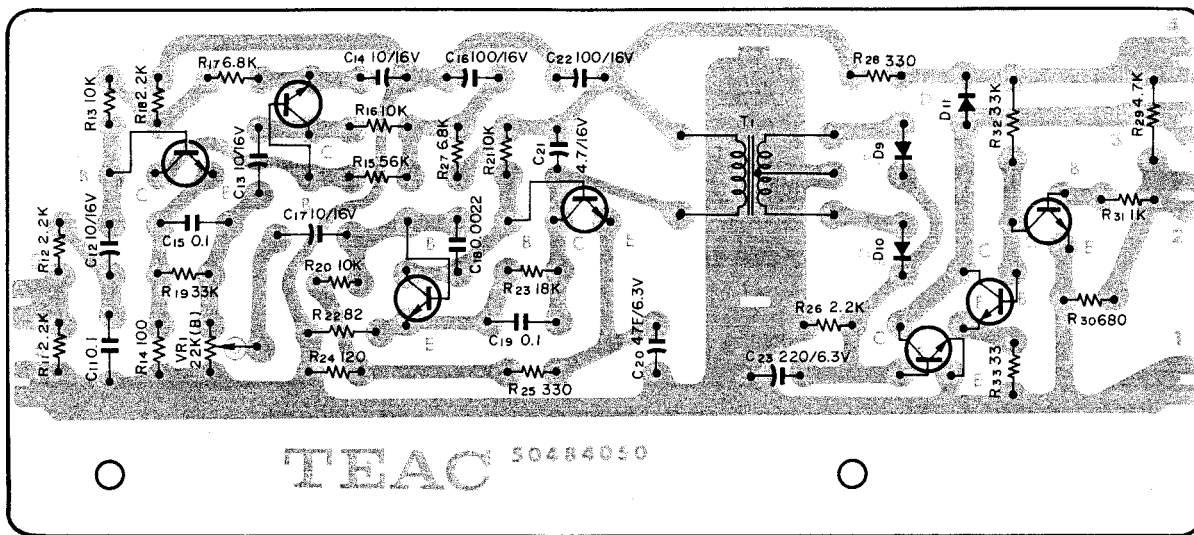 R17 6.8K
C14 10/16V
C16 100/16V
C22 100/16V
R28 330
R13 10K
R18 2.2K
R16 10K
C13 10/16V
R15 56K
R27 6.8K
R21 10K
C21
4.7/16V
T1
D9
D11
R32 33K
R29 4.7K
R12 2.2K
C12 10/16V
C15 0.1
C17 10/16V
C18 0.0022
D10
R31 1K
R19 33K
R20 10K
R23 18K
R30 680
R11 2.2K
C11 0.1
R14 100
VR1
2.2K(B)
R22 82
R24 120
C19 0.1
R25 330
C20 47E/6.3V
R26 2.2K
C23 220/6.3V
R33 33
B
C
E
B
E
B
C
E
C
B
E
C
E
TEAC 50484050